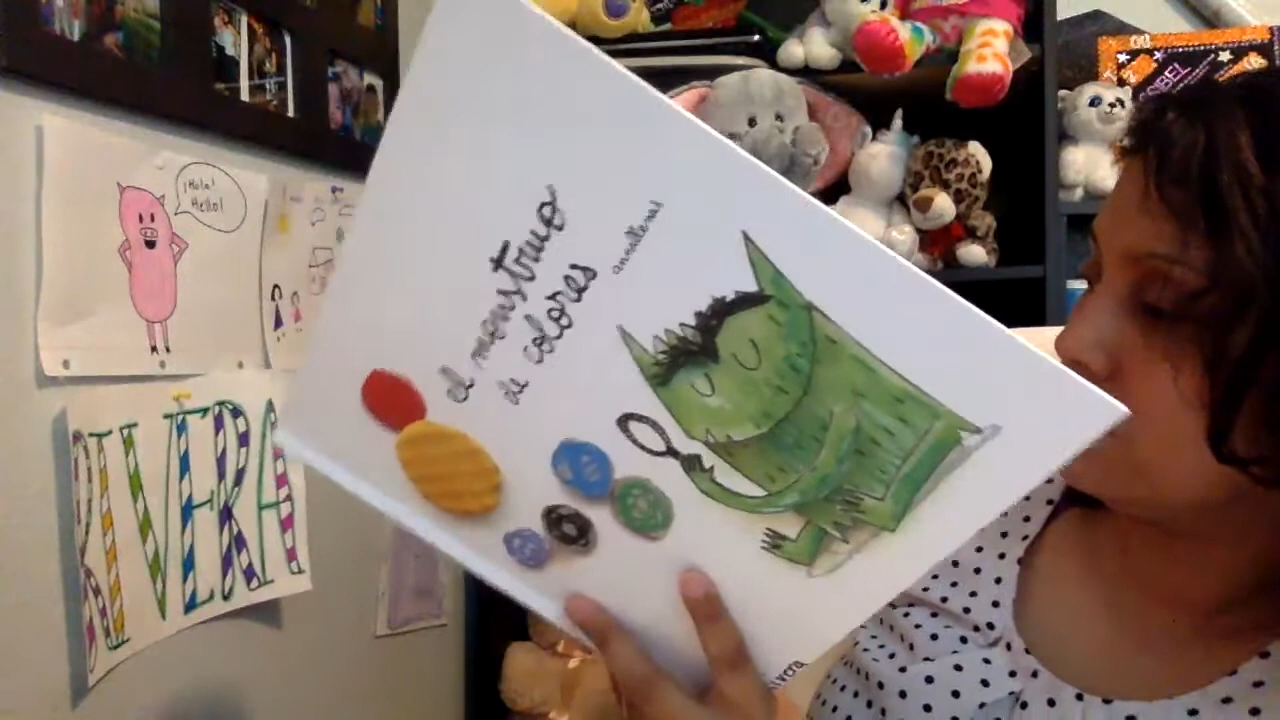 ¡Hola!
Hello!
RIVERA
el monstruo
de colores
anna llenas